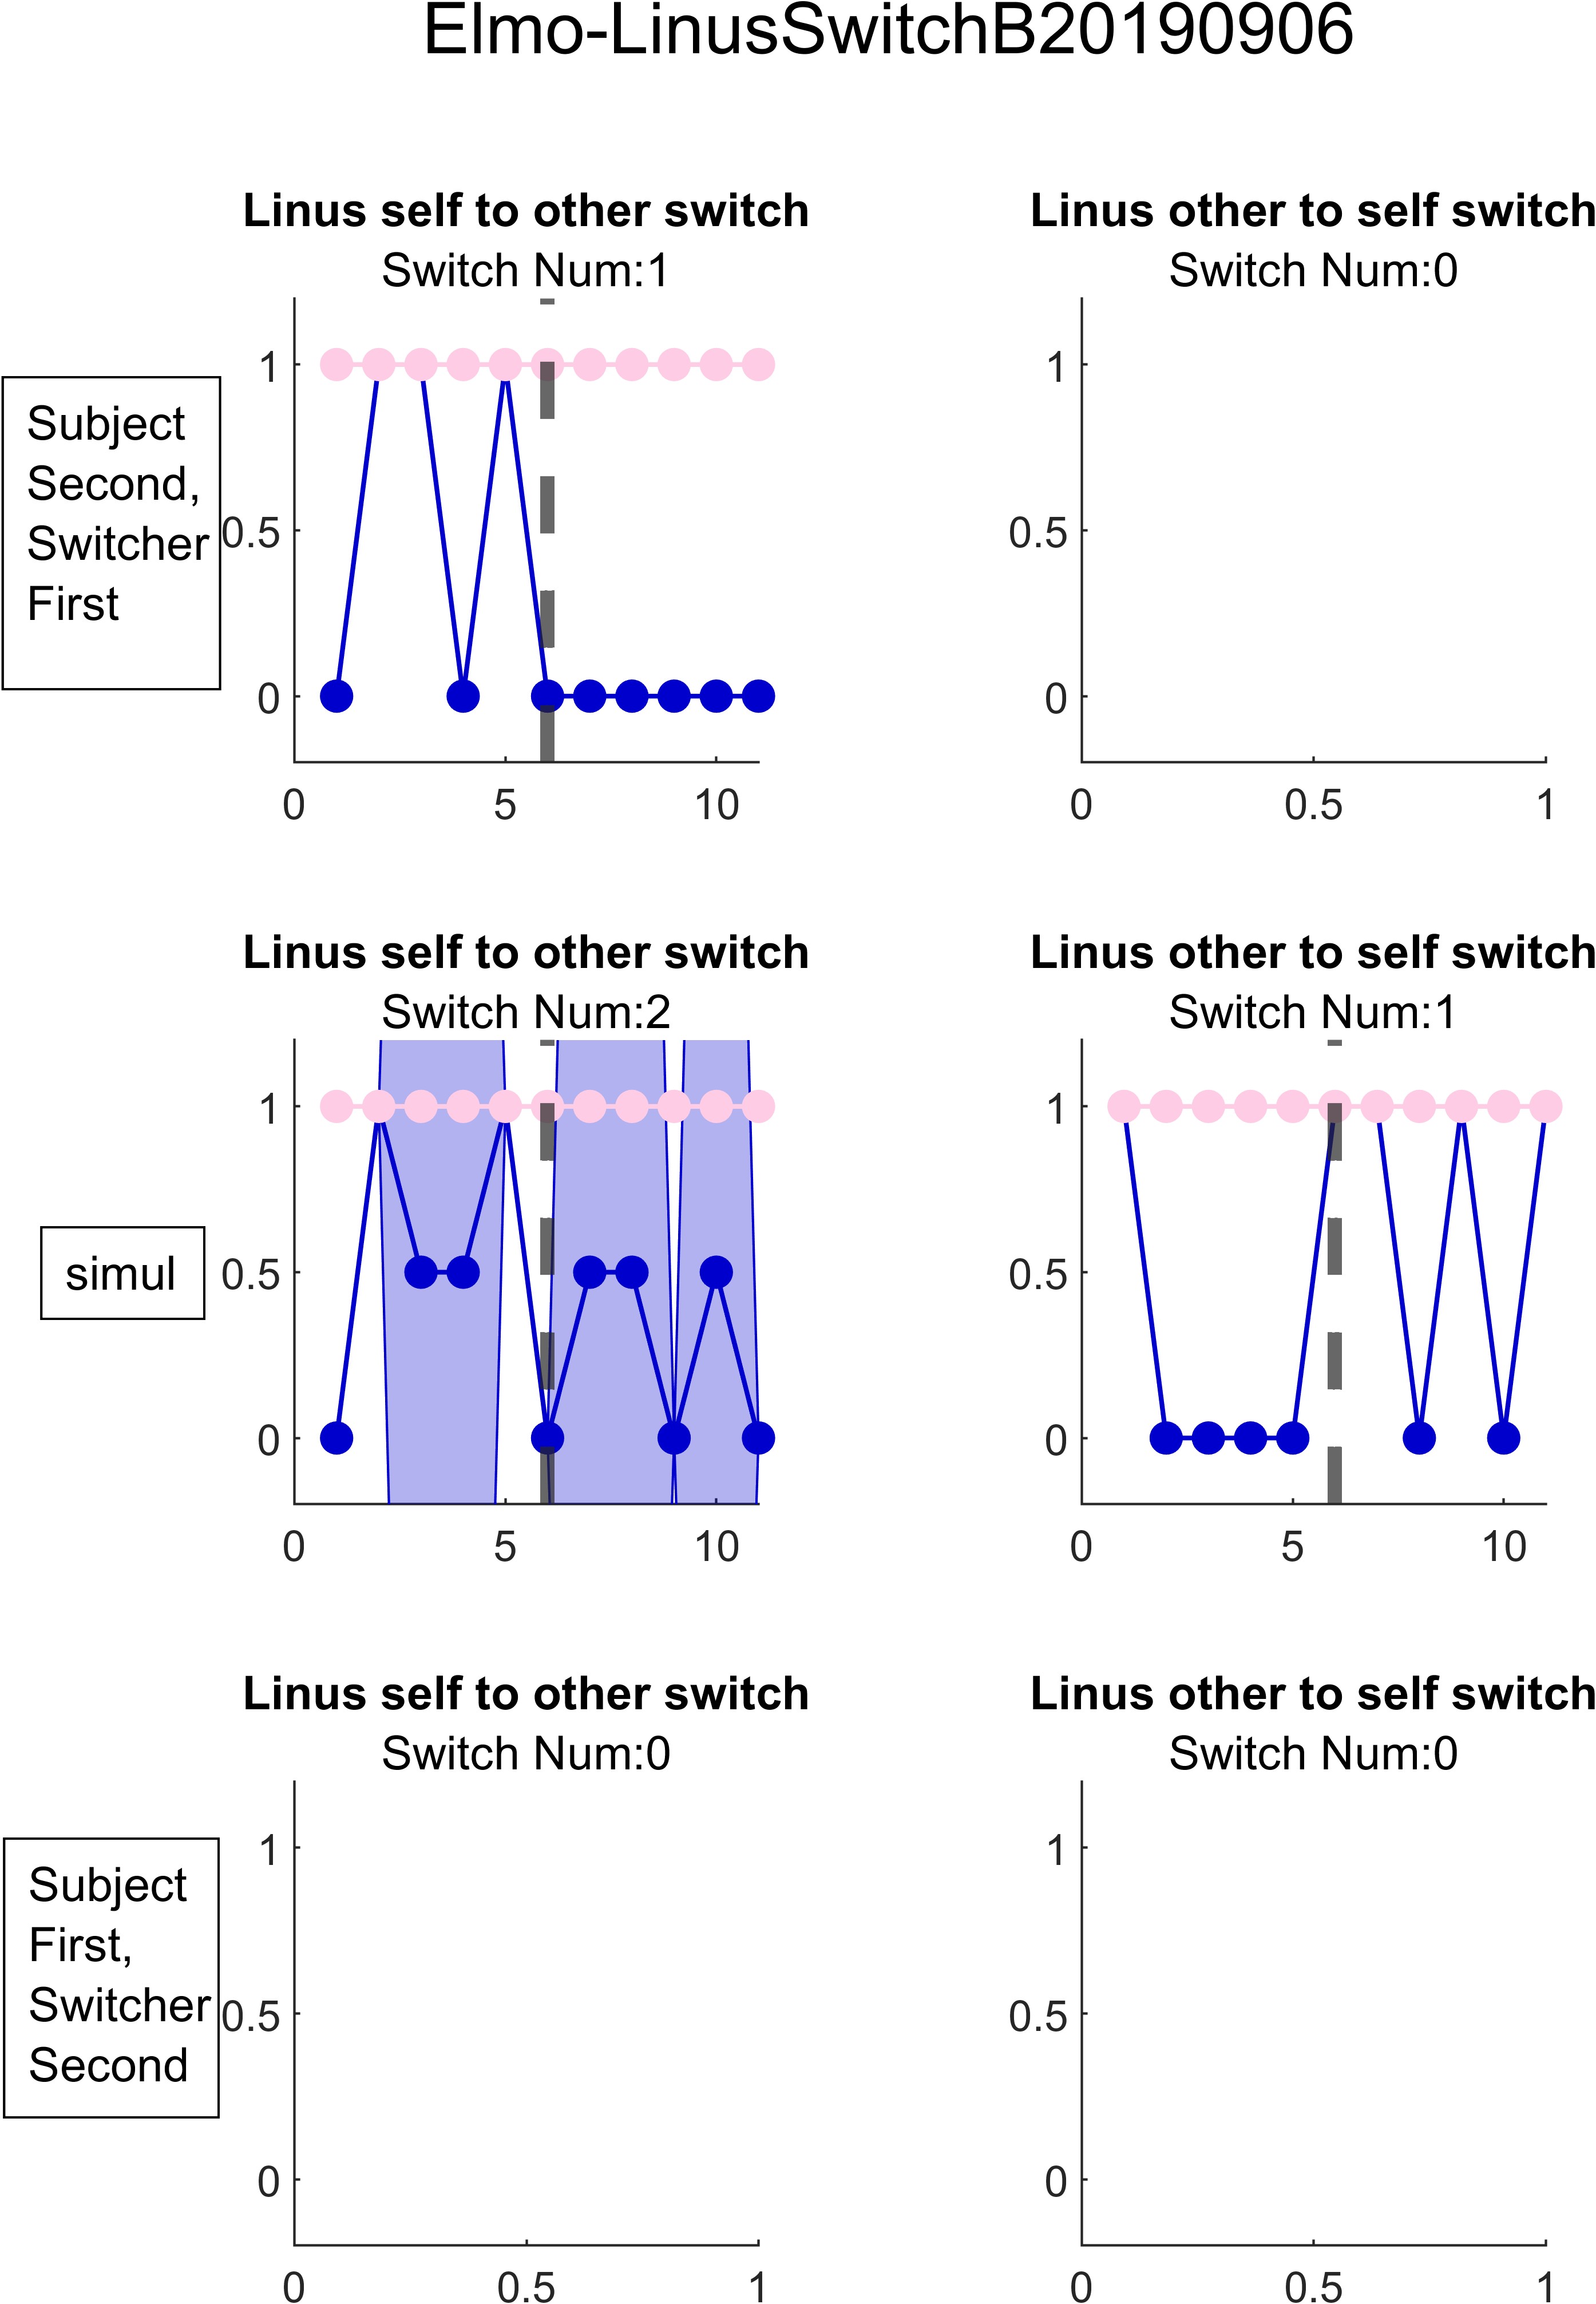 Elmo-LinusSwitchB20190906
Linus self to other switch
Switch Num:1
Linus other to self switch
Switch Num:0
Subject
Second,
Switcher
First
1
0.5
0
0
5
10
1
0.5
0
0
0.5
1
Linus self to other switch
Switch Num:2
Linus other to self switch
Switch Num:1
simul
1
0.5
0
0
5
10
1
0.5
0
0
5
10
Linus self to other switch
Switch Num:0
Linus other to self switch
Switch Num:0
Subject
First,
Switcher
Second
1
0.5
0
0
0.5
1
1
0.5
0
0
0.5
1